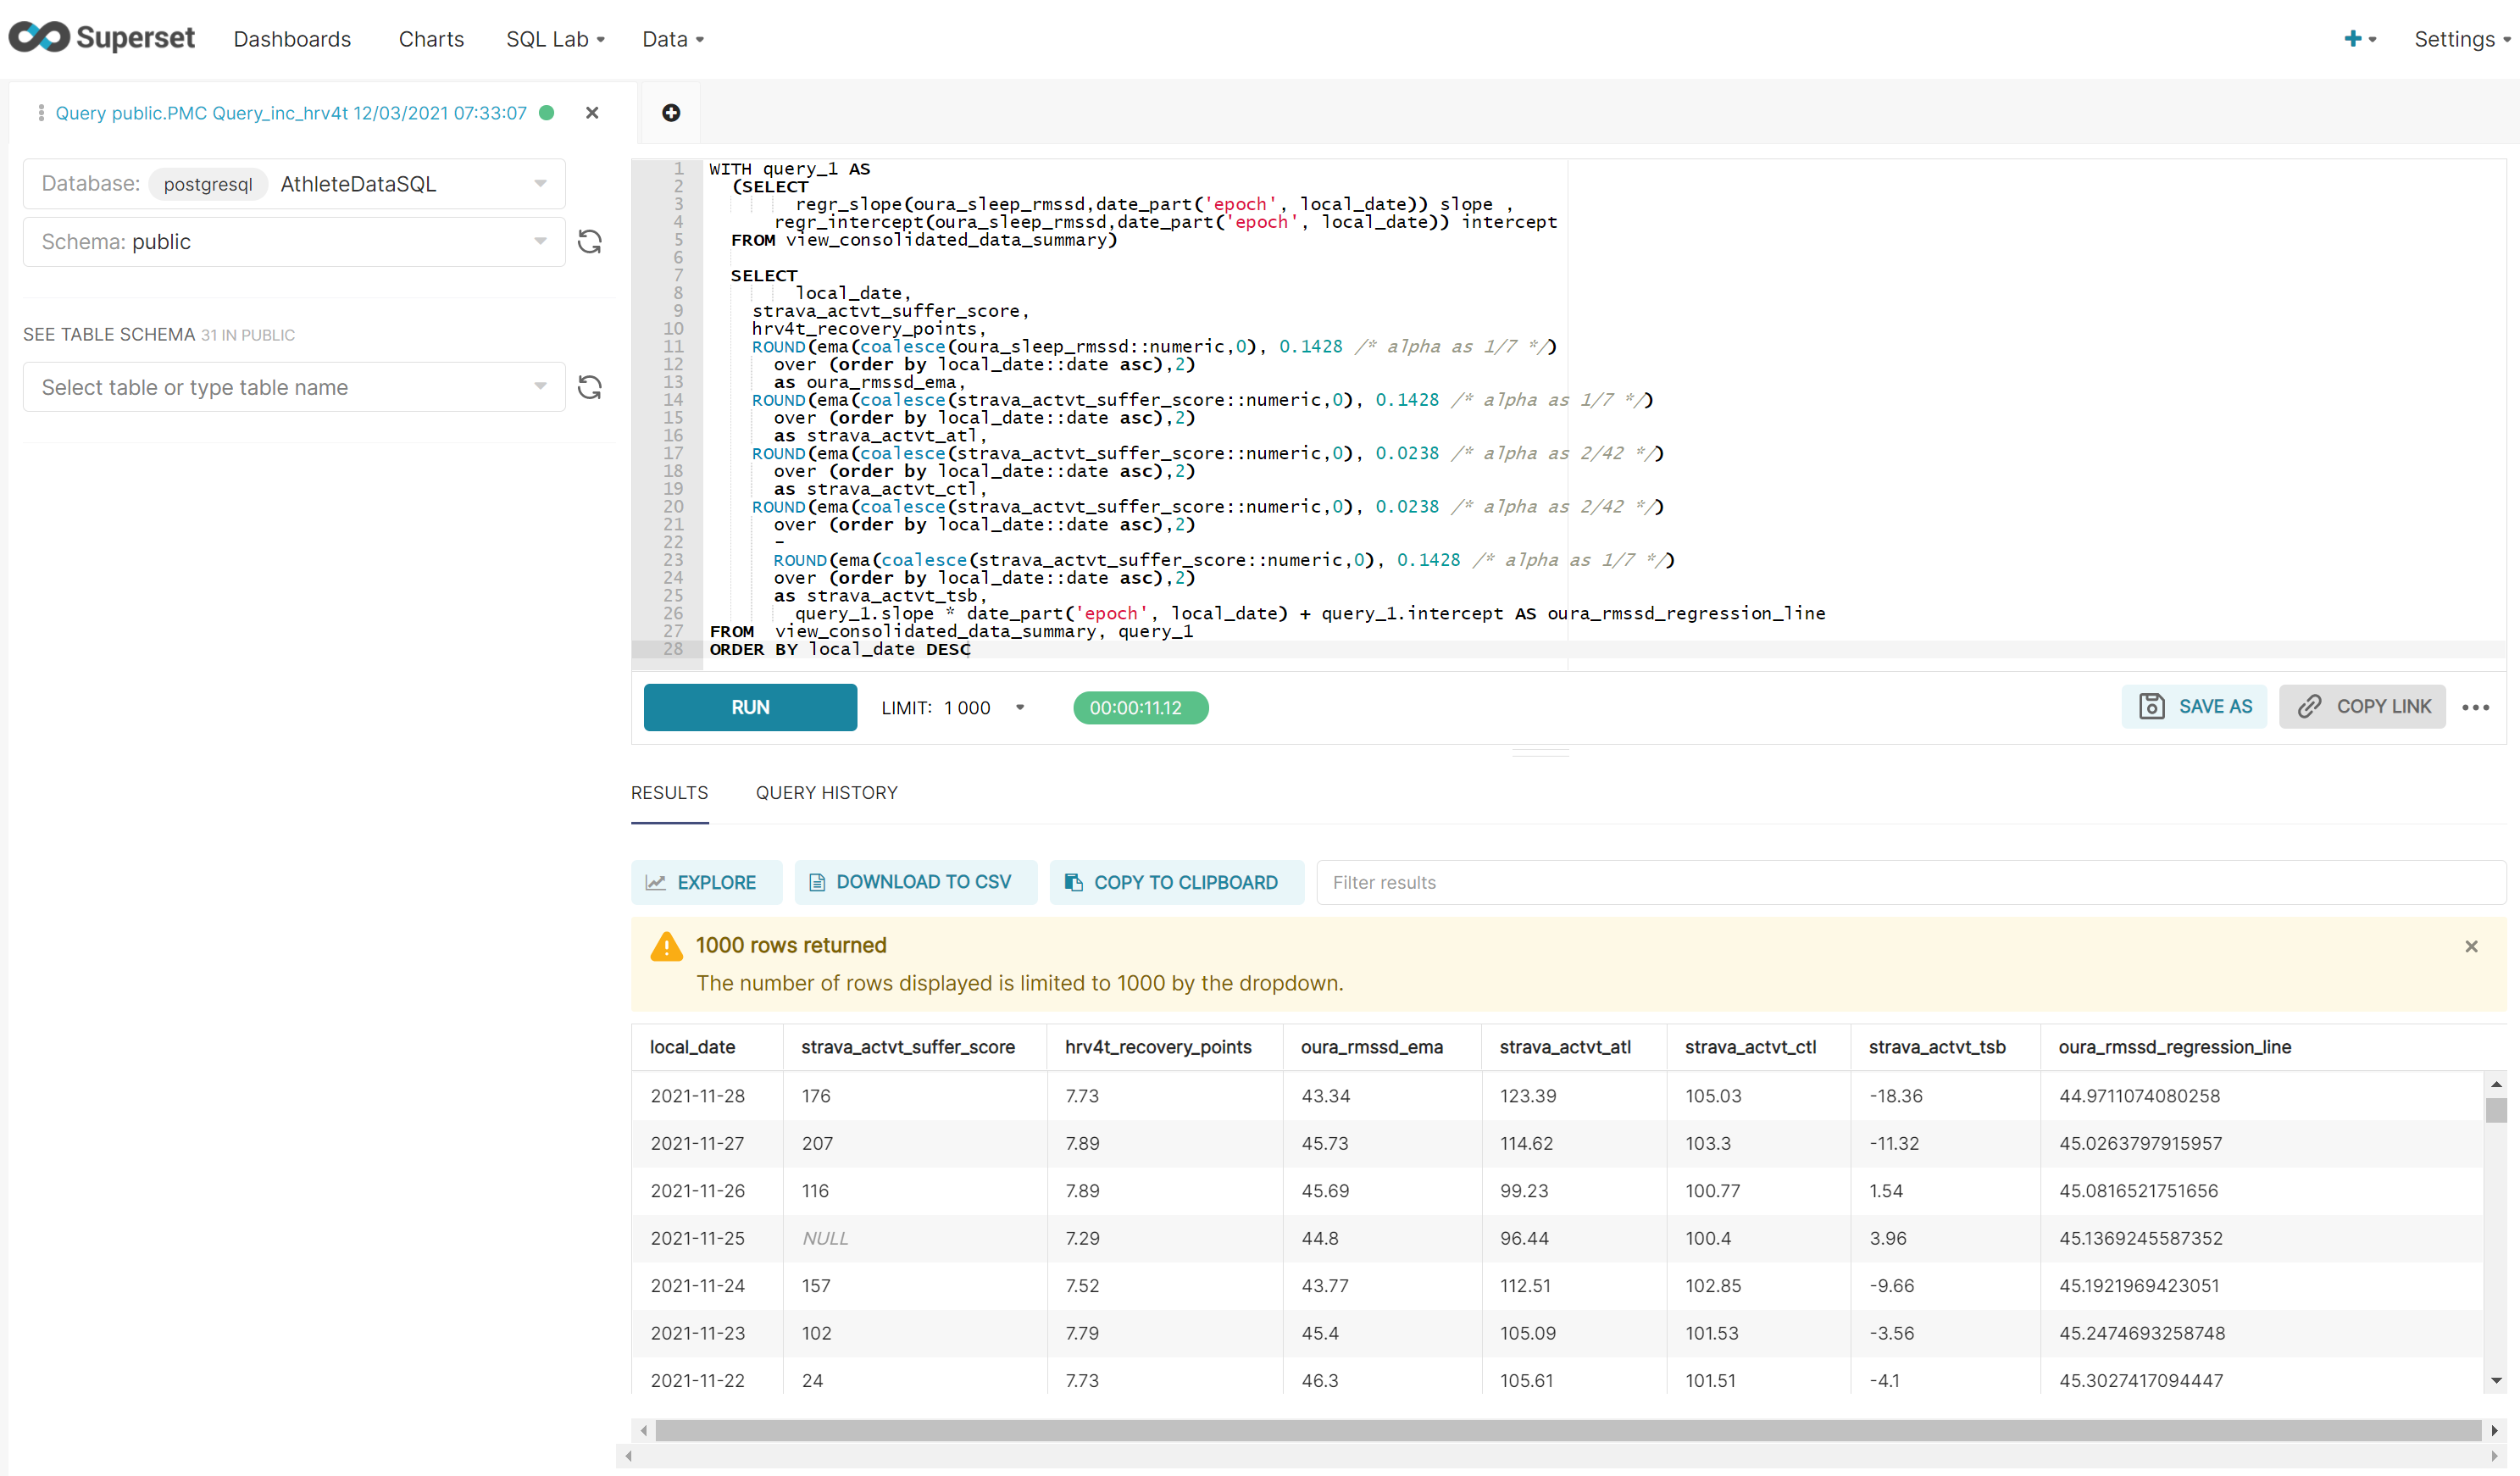 Superset Dashboards Charts SQL Lab Data Settings
Query public.PMC Query_inc_hrv4t 12/03/2021 07:33:07
Database: postgresql AthleteDataSQL
Schema: public
SEE TABLE SCHEMA 31 IN PUBLIC
Select table or type table name
1 WITH query_1 AS
2 (SELECT
3 regr_slope(oura_sleep_rmssd,date_part('epoch', local_date)) slope ,
4 regr_intercept(oura_sleep_rmssd,date_part('epoch', local_date)) intercept
5 FROM view_consolidated_data_summary)
6
7 SELECT
8 local_date,
9 strava_actvt_suffer_score,
10 hrv4t_recovery_points,
11 ROUND(ema(coalesce(oura_sleep_rmssd::numeric,0), 0.1428 /* alpha as 1/7 */)
12 over (order by local_date::date asc),2)
13 as oura_rmssd_ema,
14 ROUND(ema(coalesce(strava_actvt_suffer_score::numeric,0), 0.1428 /* alpha as 1/7 */)
15 over (order by local_date::date asc),2)
16 as strava_actvt_atl,
17 ROUND(ema(coalesce(strava_actvt_suffer_score::numeric,0), 0.0238 /* alpha as 2/42 */)
18 over (order by local_date::date asc),2)
19 as strava_actvt_ctl,
20 ROUND(ema(coalesce(strava_actvt_suffer_score::numeric,0), 0.0238 /* alpha as 2/42 */)
21 over (order by local_date::date asc),2)
22 -
23 ROUND(ema(coalesce(strava_actvt_suffer_score::numeric,0), 0.1428 /* alpha as 1/7 */)
24 over (order by local_date::date asc),2)
25 as strava_actvt_tsb,
26 query_1.slope * date_part('epoch', local_date) + query_1.intercept AS oura_rmssd_regression_line
27 FROM view_consolidated_data_summary, query_1
28 ORDER BY local_date DESC
RUN LIMIT: 1 000 00:00:11.12 SAVE AS COPY LINK
RESULTS QUERY HISTORY
EXPLORE DOWNLOAD TO CSV COPY TO CLIPBOARD Filter results
1000 rows returned
The number of rows displayed is limited to 1000 by the dropdown.
local_date strava_actvt_suffer_score hrv4t_recovery_points oura_rmssd_ema strava_actvt_atl strava_actvt_ctl strava_actvt_tsb oura_rmssd_regression_line
2021-11-28 176 7.73 43.34 123.39 105.03 -18.36 44.9711074080258
2021-11-27 207 7.89 45.73 114.62 103.3 -11.32 45.0263797915957
2021-11-26 116 7.89 45.69 99.23 100.77 1.54 45.0816521751656
2021-11-25 NULL 7.29 44.8 96.44 100.4 3.96 45.1369245587352
2021-11-24 157 7.52 43.77 112.51 102.85 -9.66 45.1921969423051
2021-11-23 102 7.79 45.4 105.09 101.53 -3.56 45.2474693258748
2021-11-22 24 7.73 46.3 105.61 101.51 -4.1 45.3027417094447